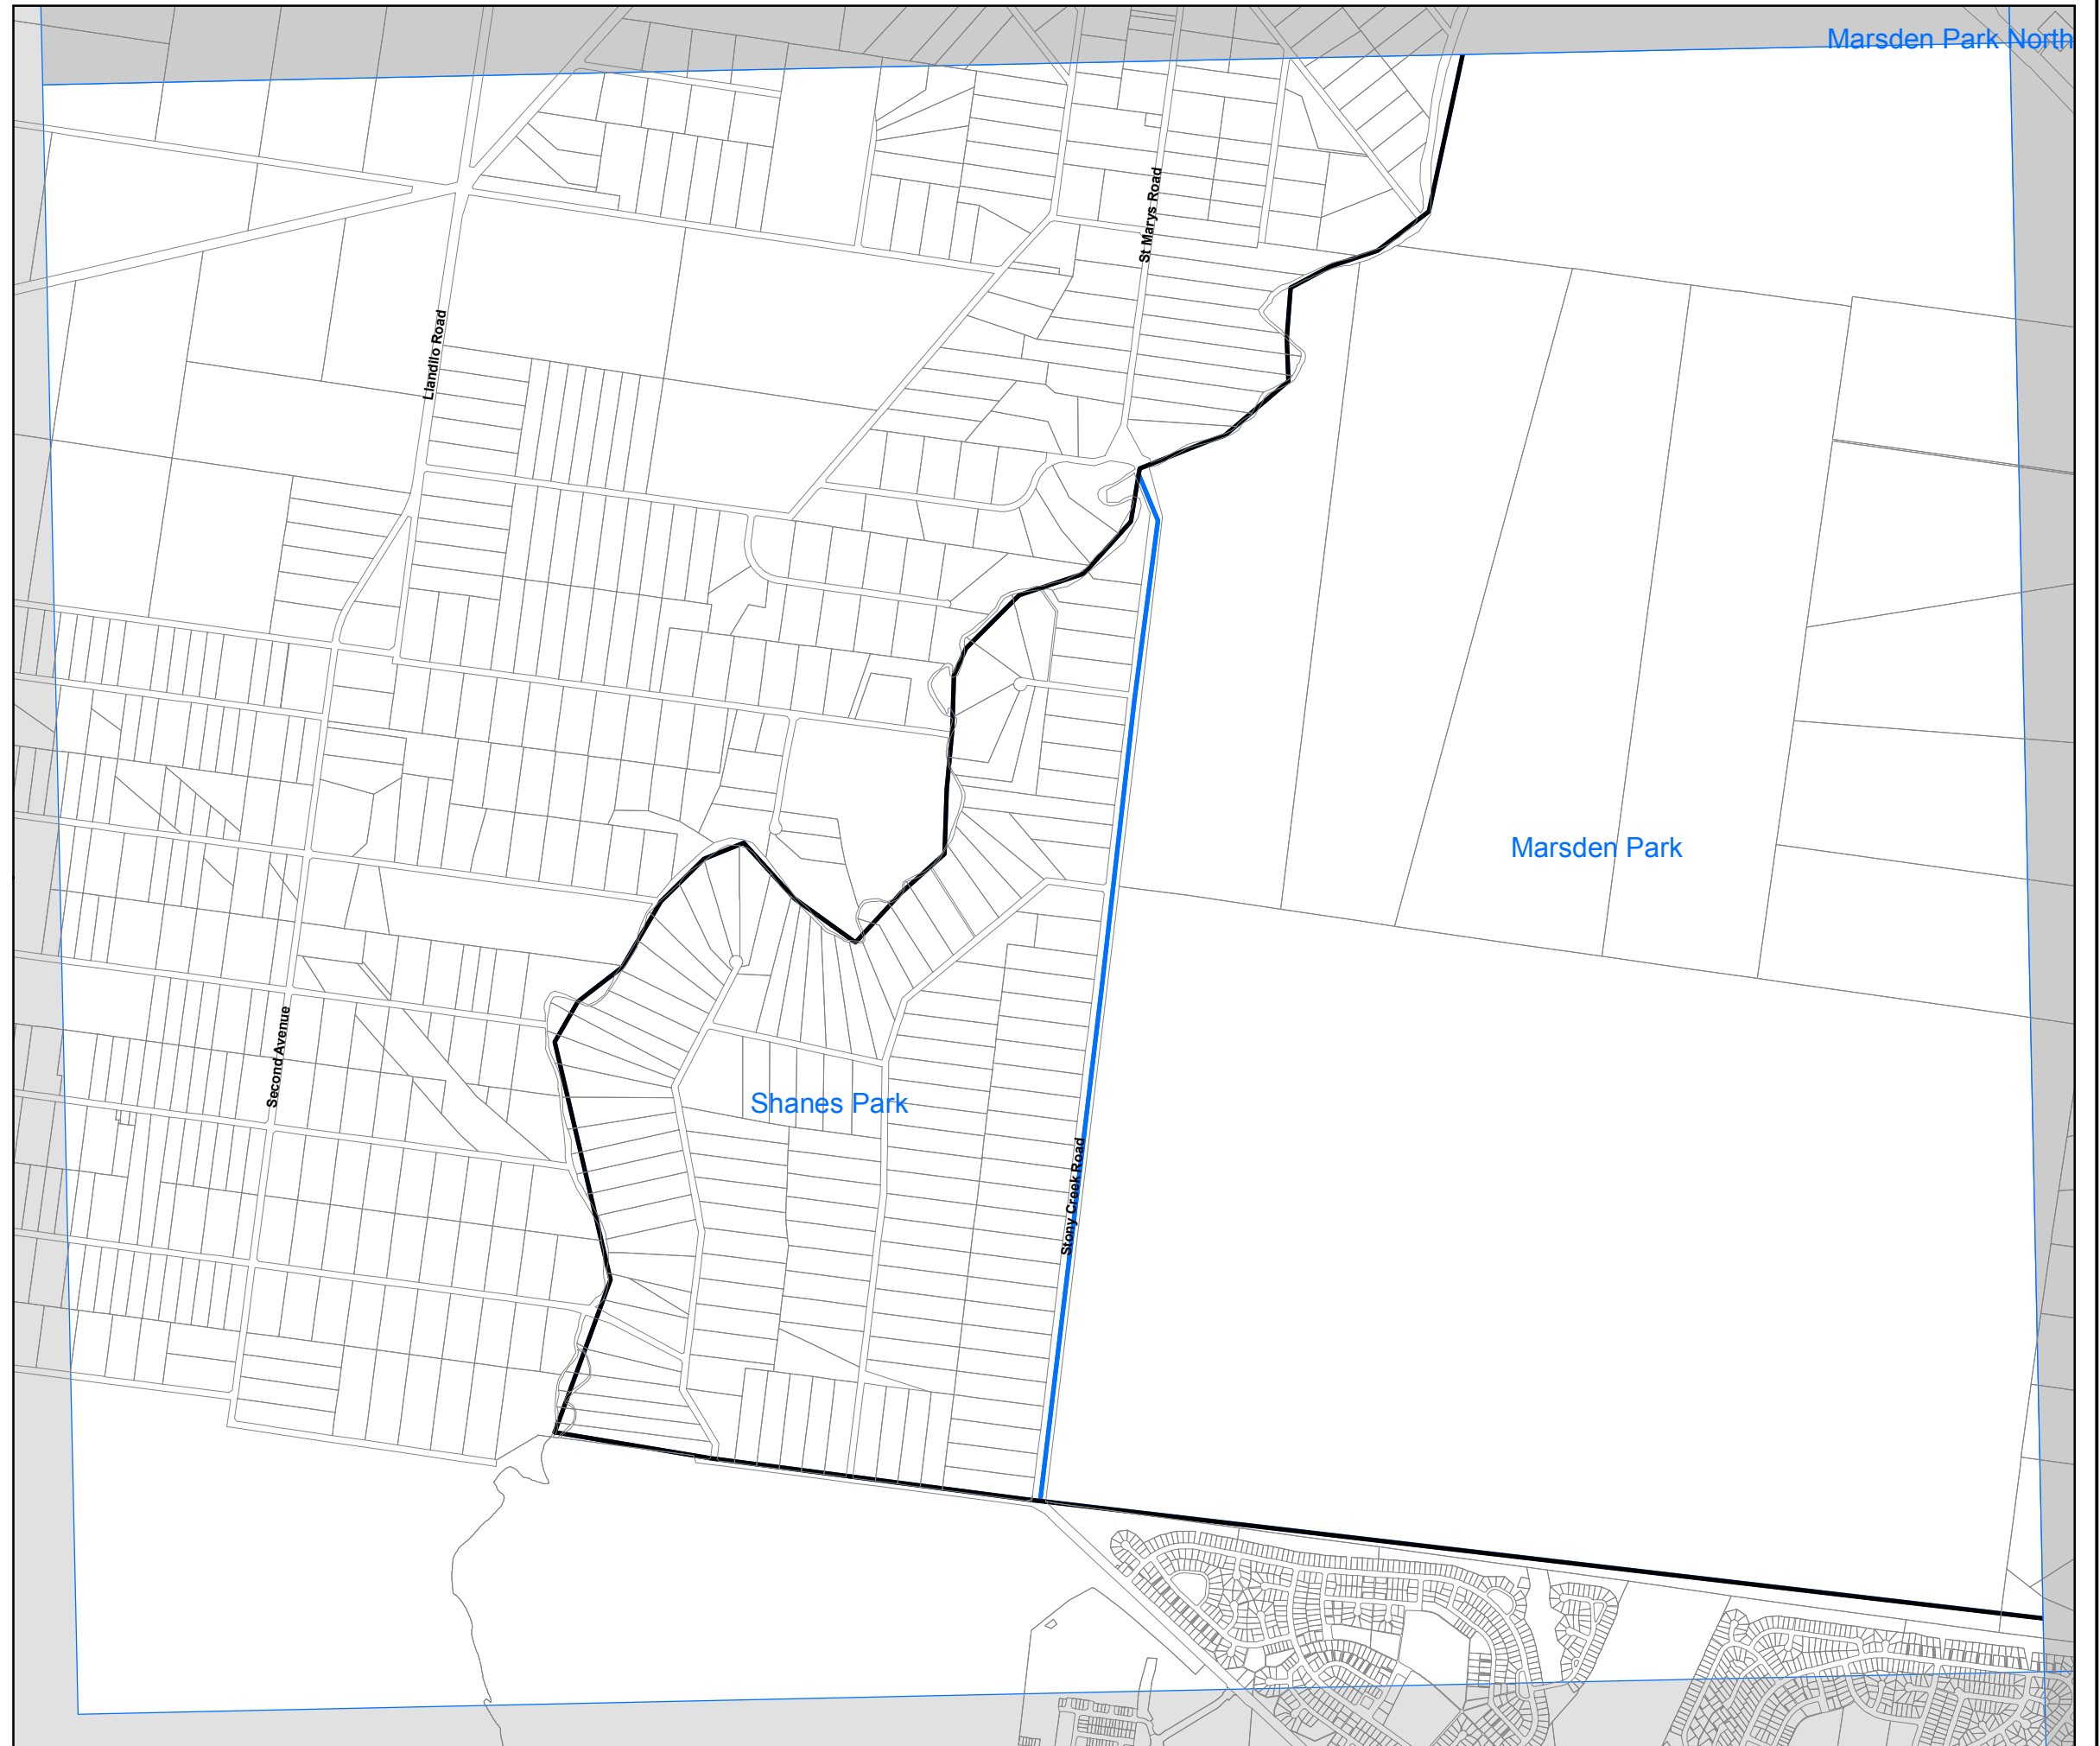 Marsden Park North
St Marys Road
Llandilo Road
Marsden Park
Second Avenue
Shanes Park
Stony Creek Road